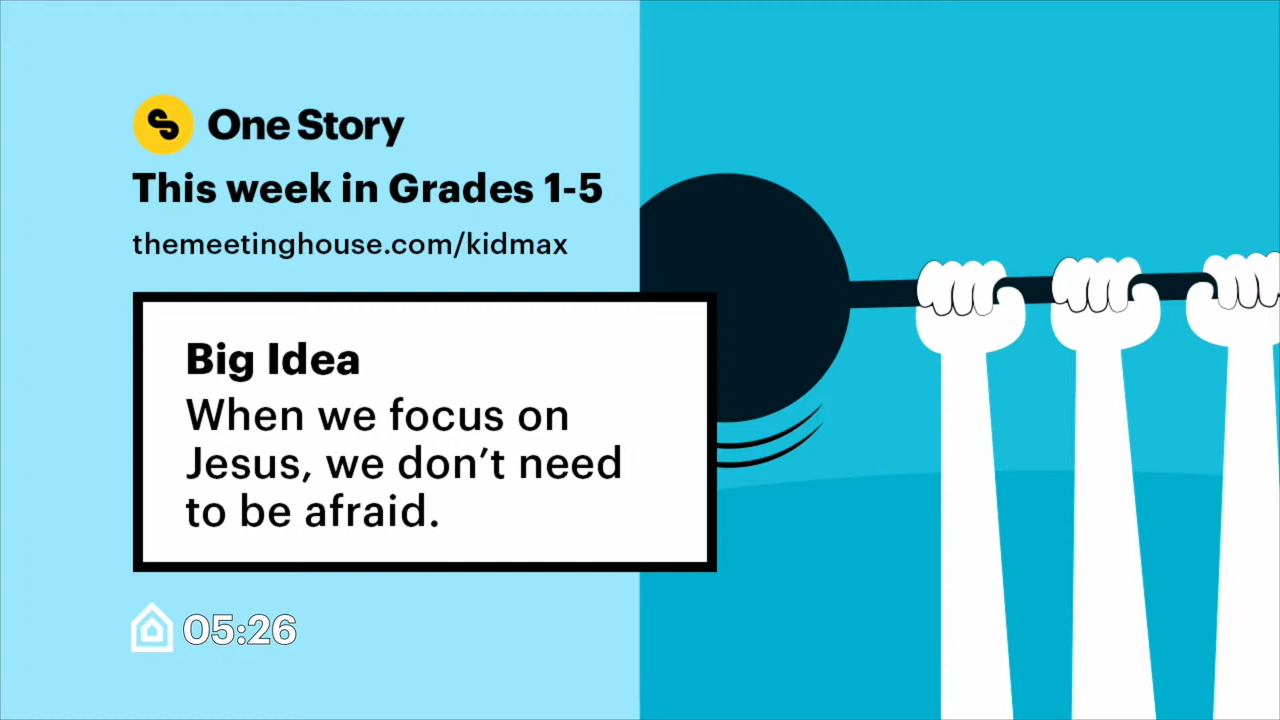 One Story
This week in Grades 1-5
themeetinghouse.com/kidmax
Big Idea
When we focus on
Jesus, we don’t need
to be afraid.
05:26